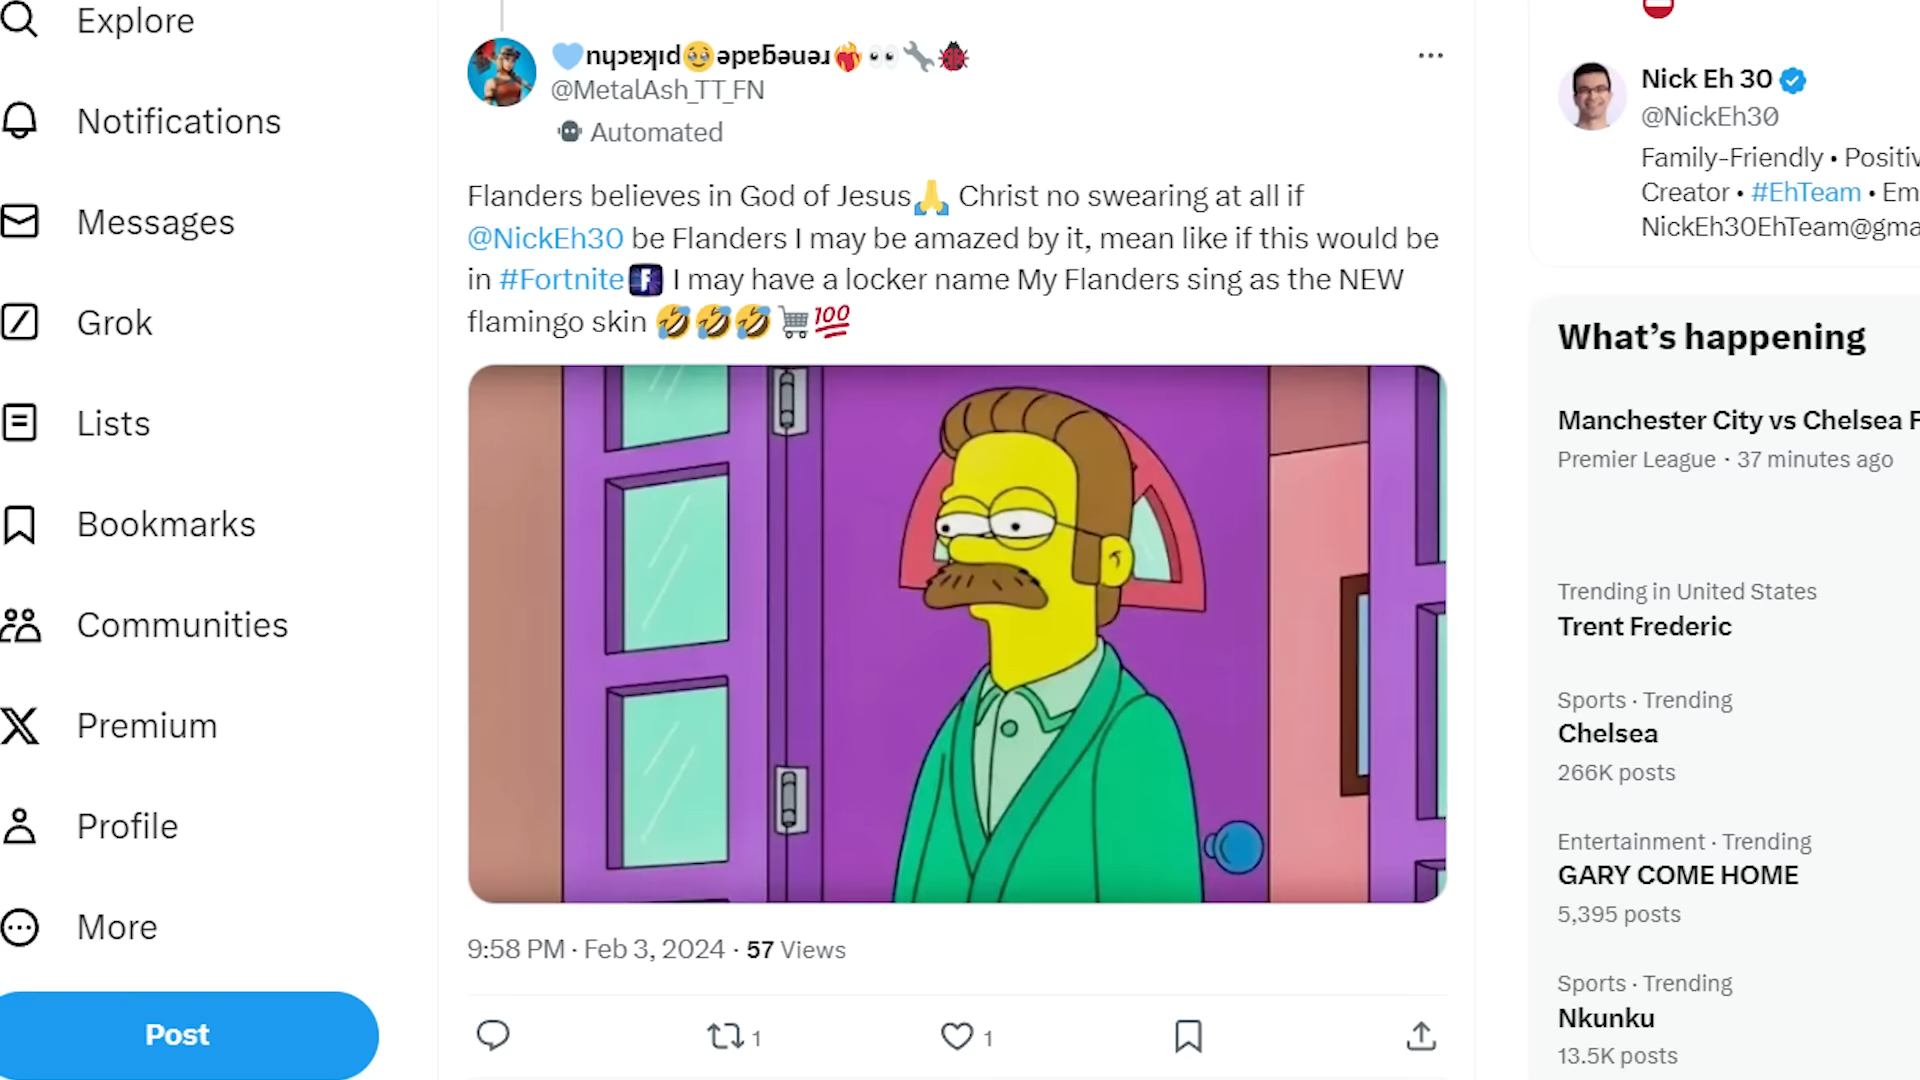 Explore
Notifications
Messages
Grok
Lists
Bookmarks
Communities
Premium
Profile
More
Post
💙nɥɔɐʞıd🥹ǝpɐƃǝuǝɹ❤️‍🔥👀🔧🐞
@MetalAsh_TT_FN
Automated
Flanders believes in God of Jesus🙏 Christ no swearing at all if
@NickEh30 be Flanders I may be amazed by it, mean like if this would be
in #Fortnite F I may have a locker name My Flanders sing as the NEW
flamingo skin 🤣🤣🤣🛒💯
9:58 PM · Feb 3, 2024 · 57 Views
1
1
Nick Eh 30
@NickEh30
Family-Friendly • Positiv
Creator • #EhTeam • Em
NickEh30EhTeam@gma
What's happening
Manchester City vs Chelsea F
Premier League · 37 minutes ago
Trending in United States
Trent Frederic
Sports · Trending
Chelsea
266K posts
Entertainment · Trending
GARY COME HOME
5,395 posts
Sports · Trending
Nkunku
13.5K posts